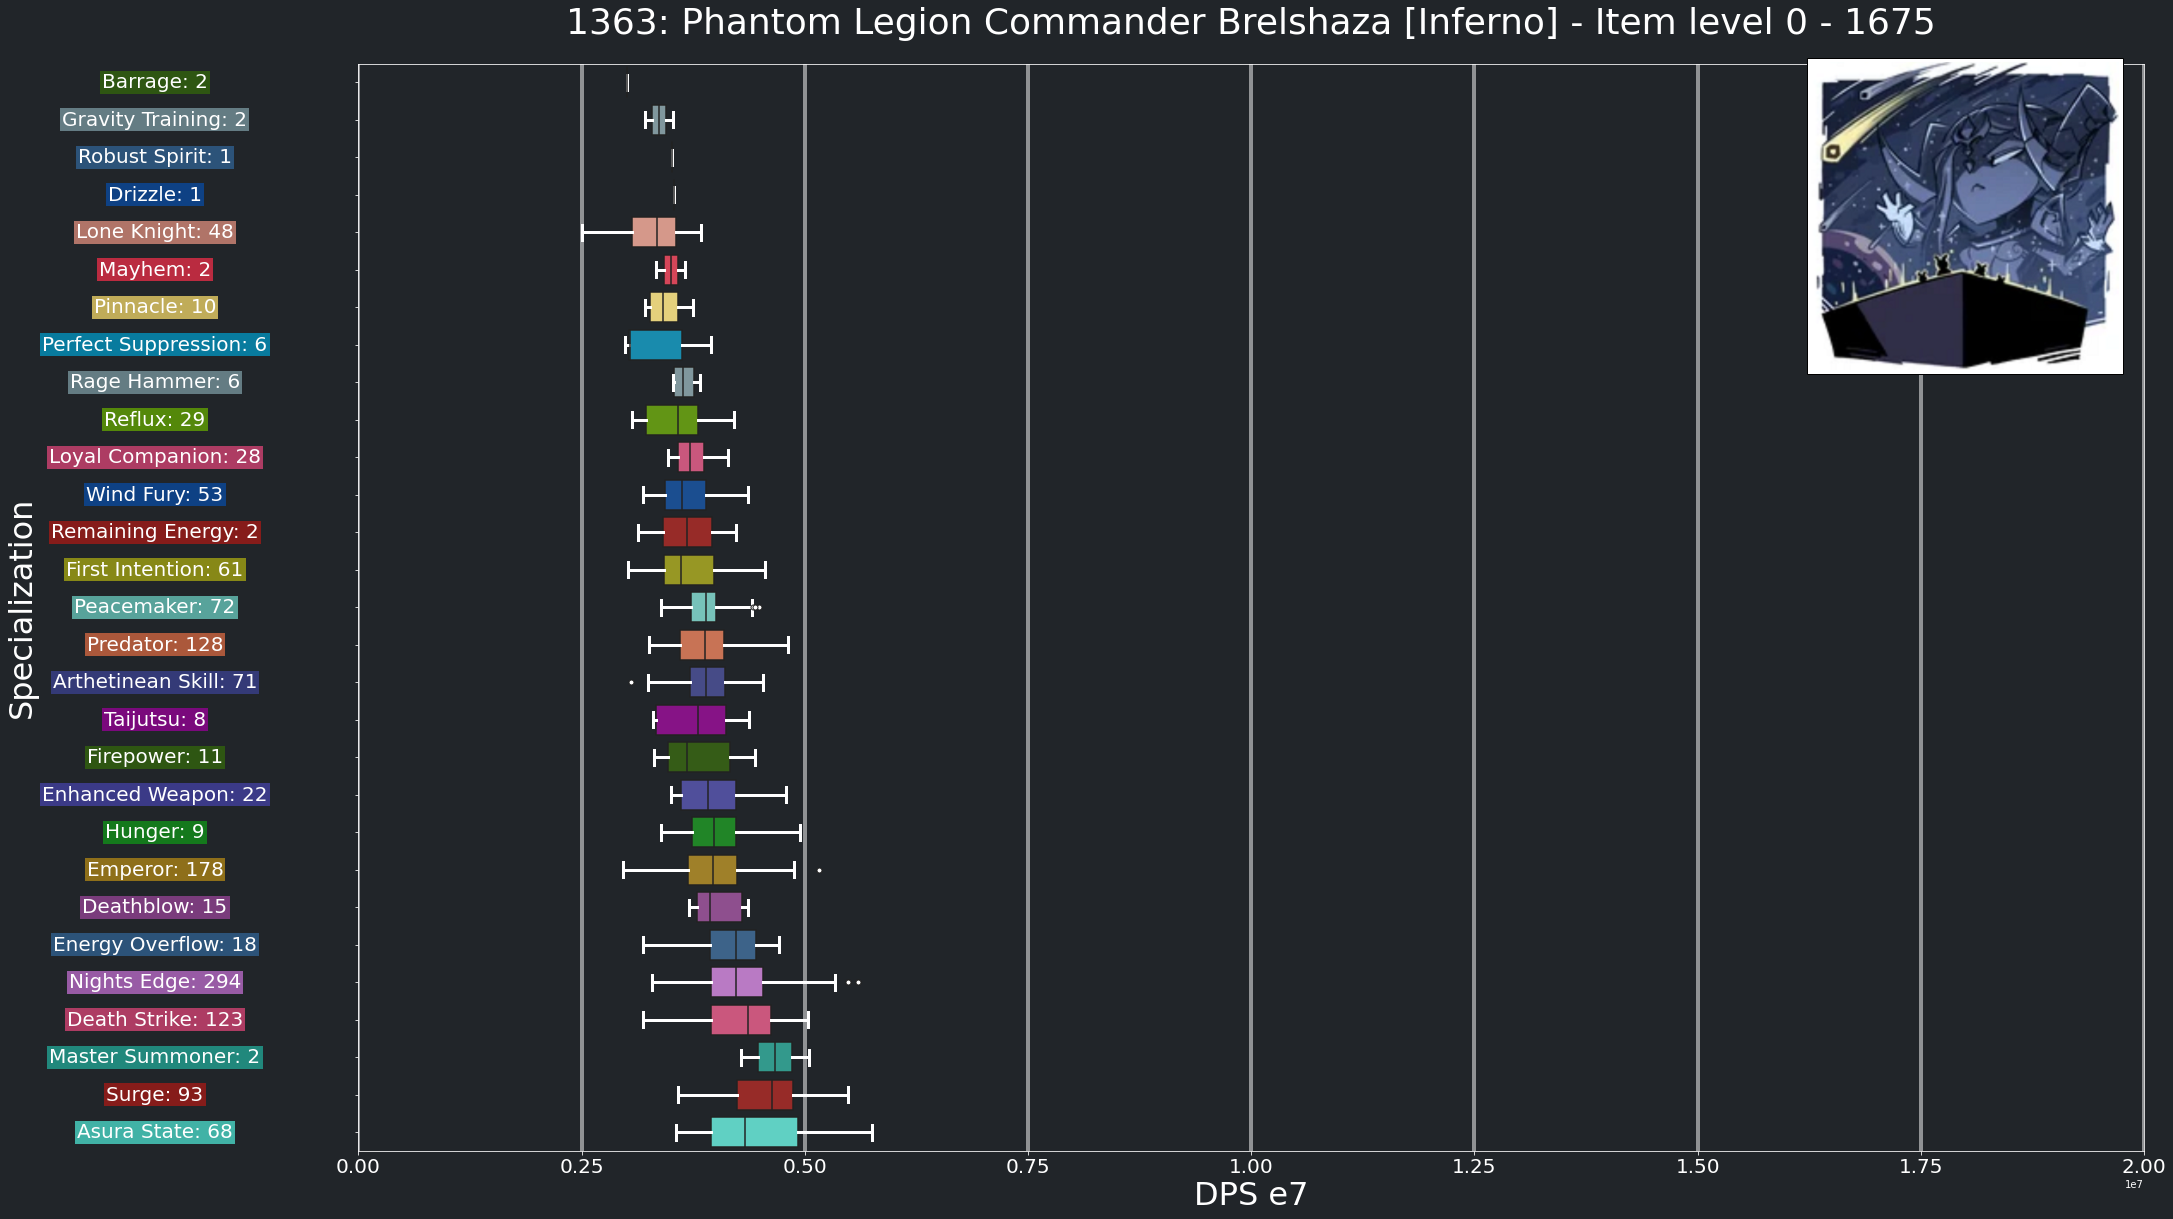 1363: Phantom Legion Commander Brelshaza [Inferno] - Item level 0 - 1675
Specialization
Barrage: 2
Gravity Training: 2
Robust Spirit: 1
Drizzle: 1
Lone Knight: 48
Mayhem: 2
Pinnacle: 10
Perfect Suppression: 6
Rage Hammer: 6
Reflux: 29
Loyal Companion: 28
Wind Fury: 53
Remaining Energy: 2
First Intention: 61
Peacemaker: 72
Predator: 128
Arthetinean Skill: 71
Taijutsu: 8
Firepower: 11
Enhanced Weapon: 22
Hunger: 9
Emperor: 178
Deathblow: 15
Energy Overflow: 18
Nights Edge: 294
Death Strike: 123
Master Summoner: 2
Surge: 93
Asura State: 68
0.00 0.25 0.50 0.75 1.00 1.25 1.50 1.75 2.00
1e7
DPS e7